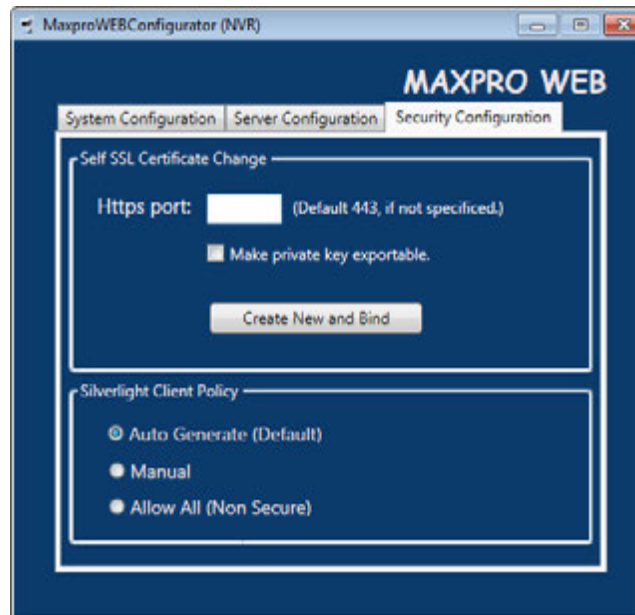 MaxproWEBConfigurator (NVR)
MAXPRO WEB
System Configuration
Server Configuration
Security Configuration
Self SSL Certificate Change
Https port:
(Default 443, if not specificed.)
Make private key exportable.
Create New and Bind
Silverlight Client Policy
Auto Generate (Default)
Manual
Allow All (Non Secure)